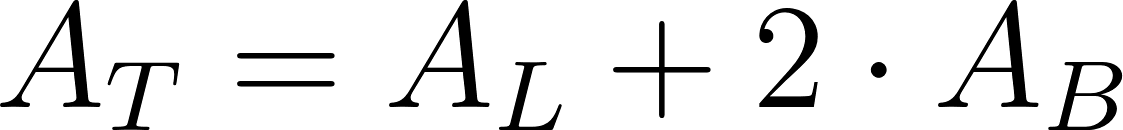 A_T = A_L + 2 · A_B